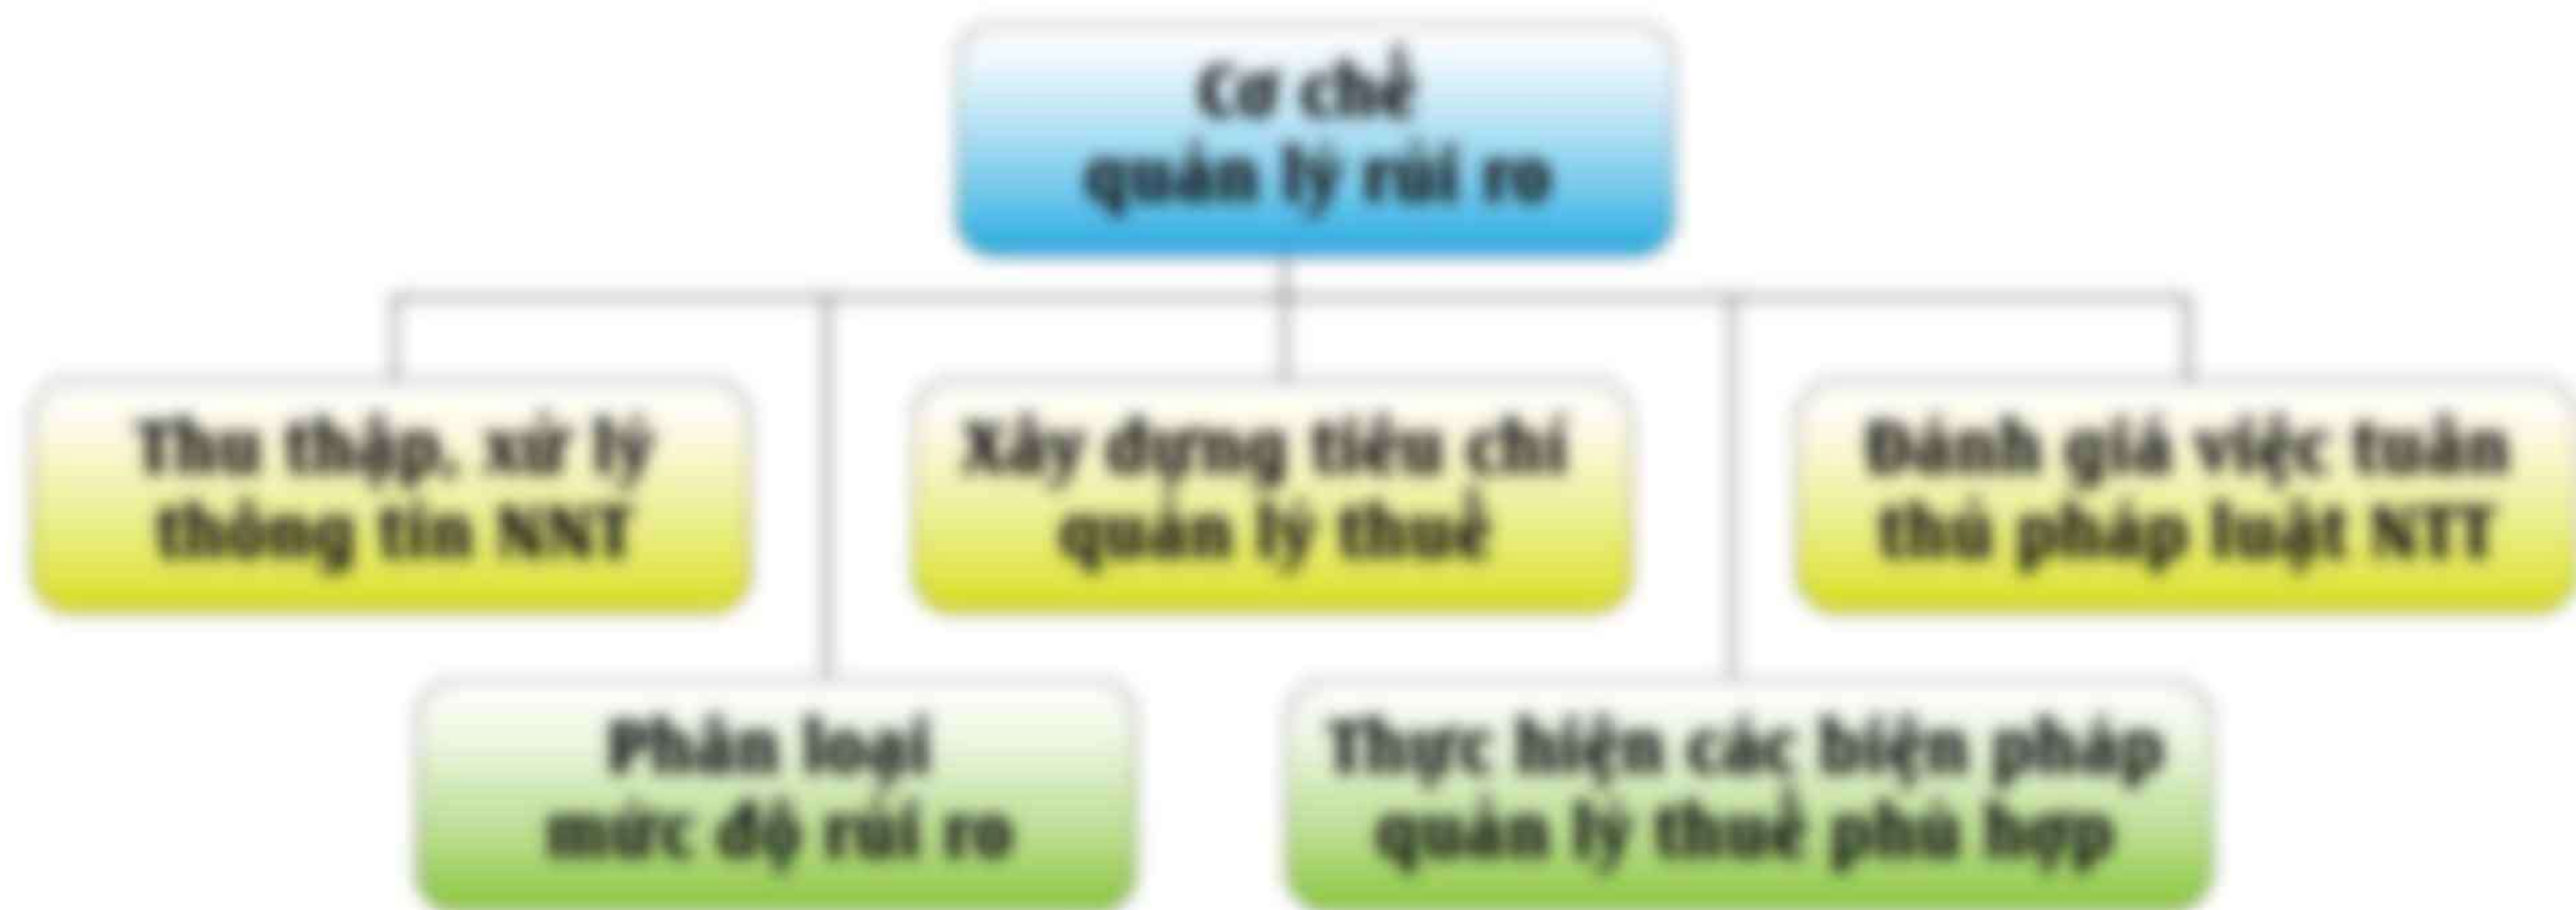 Cơ chế
quản lý rủi ro
Thu thập, xử lý
thông tin NNT
Xây dựng tiêu chí
quản lý thuế
Đánh giá việc tuân
thủ pháp luật NTT
Phân loại
mức độ rủi ro
Thực hiện các biện pháp
quản lý thuế phù hợp